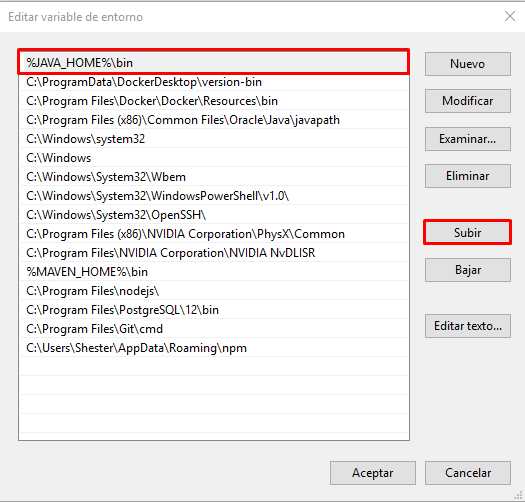 Editar variable de entorno
%JAVA_HOME%\bin
C:\ProgramData\DockerDesktop\version-bin
C:\Program Files\Docker\Docker\Resources\bin
C:\Program Files (x86)\Common Files\Oracle\Java\javapath
C:\Windows\system32
C:\Windows
C:\Windows\System32\Wbem
C:\Windows\System32\WindowsPowerShell\v1.0\
C:\Windows\System32\OpenSSH\
C:\Program Files (x86)\NVIDIA Corporation\PhysX\Common
C:\Program Files\NVIDIA Corporation\NVIDIA NvDLISR
%MAVEN_HOME%\bin
C:\Program Files\nodejs\
C:\Program Files\PostgreSQL\12\bin
C:\Program Files\Git\cmd
C:\Users\Shester\AppData\Roaming\npm
Nuevo
Modificar
Examinar...
Eliminar
Subir
Bajar
Editar texto...
Aceptar
Cancelar